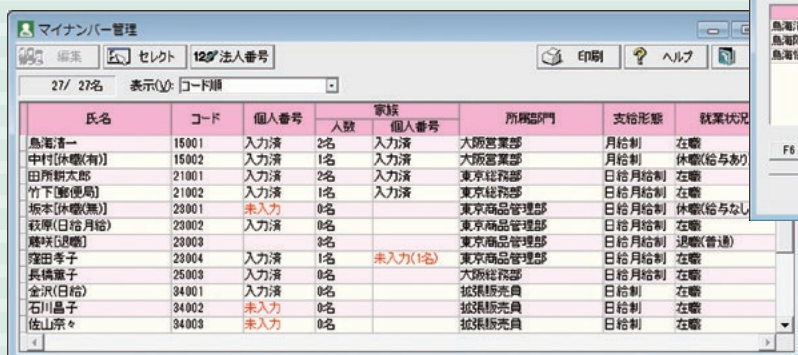 マイナンバー管理
編集 セレクト 法人番号 印刷 ヘルプ
27/ 27名 表示(V): コード順
氏名 コード 個人番号 家族 所属部門 支給形態 就業状況
人数 個人番号
鳥海清一 15001 入力済 2名 入力済 大阪営業部 月給制 在職
中村[休職(有)] 15002 入力済 1名 入力済 大阪営業部 月給制 休職(給与あり)
田所耕太郎 21001 入力済 2名 入力済 東京総務部 日給月給制 在職
竹下[郵便局] 21002 入力済 1名 入力済 東京総務部 日給月給制 在職
坂本[休職(無)] 23001 未入力 0名 東京商品管理部 日給月給制 休職(給与なし
萩原(日給月給) 23002 入力済 0名 東京商品管理部 日給月給制 在職
藤咲[退職] 23003 3名 東京商品管理部 日給月給制 退職(普通)
窪田孝子 23004 入力済 1名 未入力(1名) 東京商品管理部 日給月給制 在職
長橋董子 25003 入力済 0名 大阪総務部 日給月給制 在職
金沢(日給) 34001 入力済 0名 拡張販売員 日給制 在職
石川昌子 34002 未入力 0名 拡張販売員 日給制 在職
佐山奈々 34003 未入力 0名 拡張販売員 日給制 在職
鳥海
鳥海
鳥海
F6